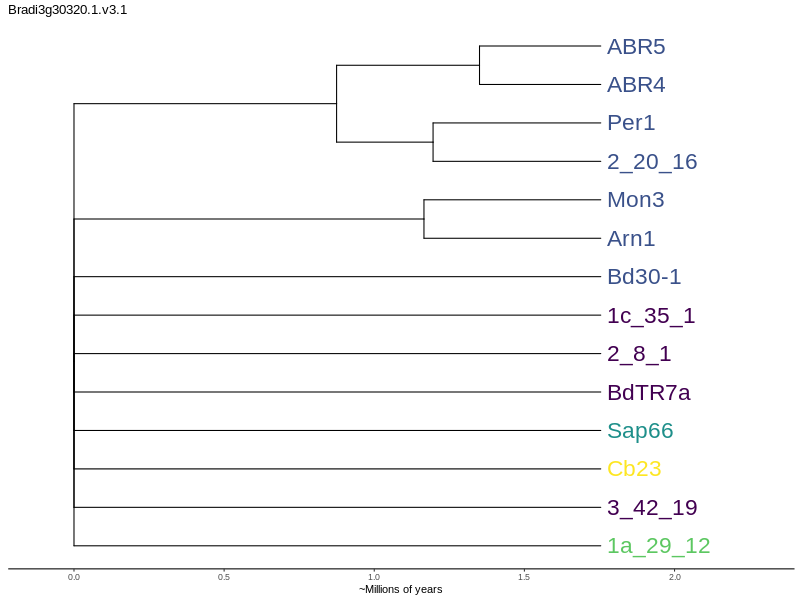 Bradi3g30320.1.v3.1
ABR5
ABR4
Per1
2_20_16
Mon3
Arn1
Bd30-1
1c_35_1
2_8_1
BdTR7a
Sap66
Cb23
3_42_19
1a_29_12
0.0 0.5 1.0 1.5 2.0
~Millions of years